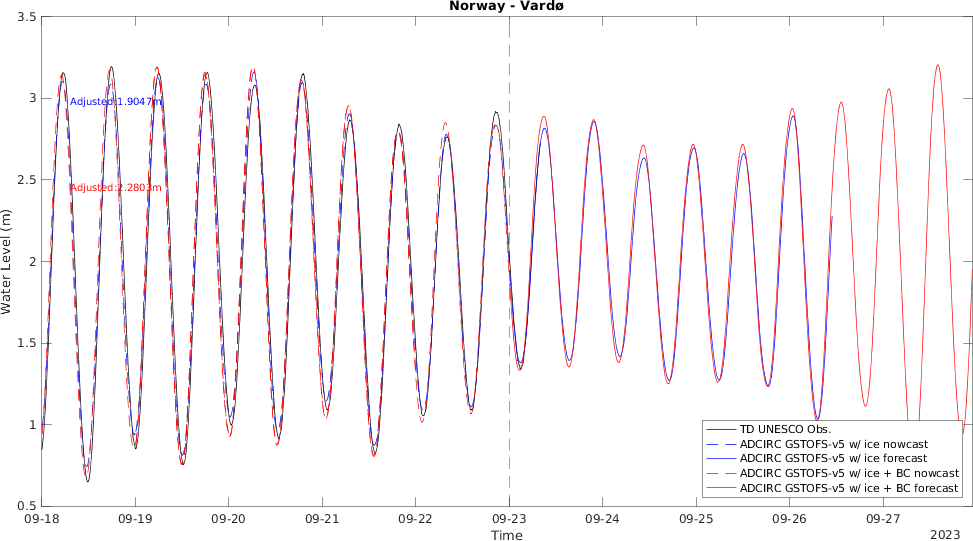 Norway - Vardø
3.5
3
2.5
2
1.5
1
0.5
Water Level (m)
Adjusted:1.9047m
Adjusted:2.2803m
TD UNESCO Obs.
ADCIRC GSTOFS-v5 w/ ice nowcast
ADCIRC GSTOFS-v5 w/ ice forecast
ADCIRC GSTOFS-v5 w/ ice + BC nowcast
ADCIRC GSTOFS-v5 w/ ice + BC forecast
09-18 09-19 09-20 09-21 09-22 09-23 09-24 09-25 09-26 09-27
Time
2023